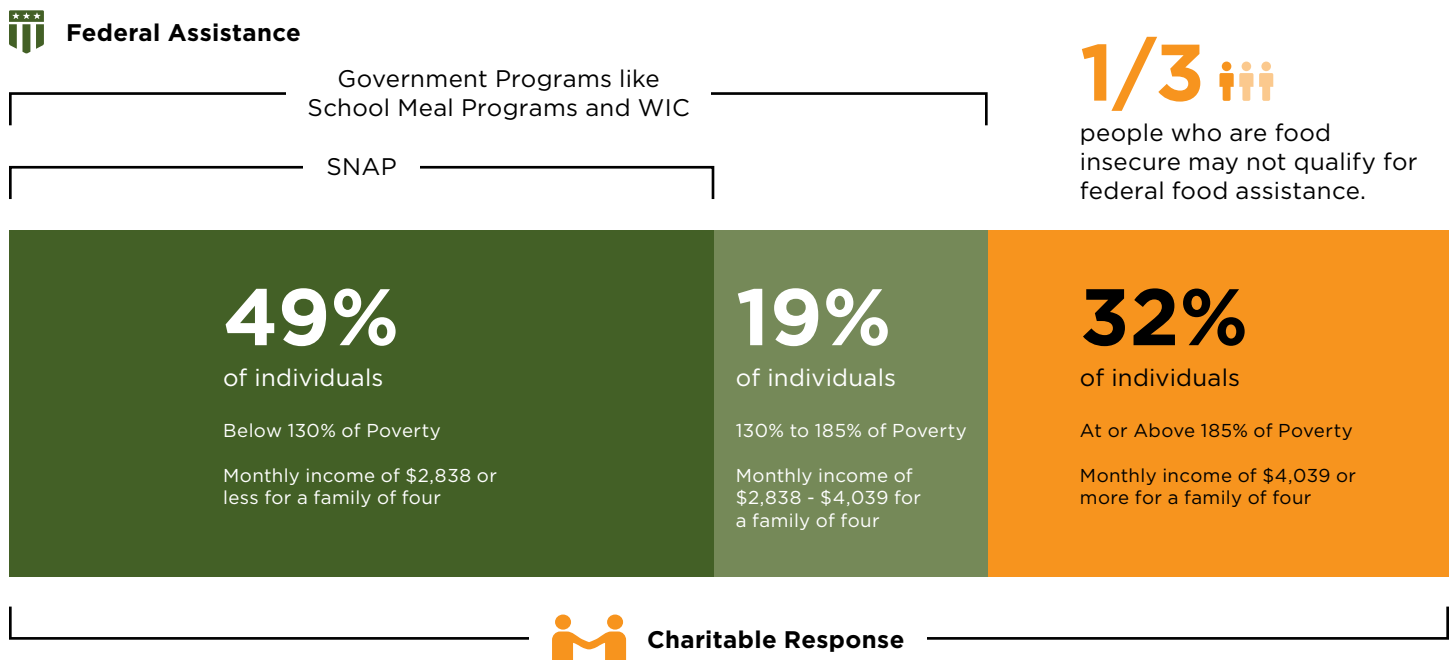 Federal Assistance
Government Programs like
School Meal Programs and WIC
SNAP
1/3
people who are food
insecure may not qualify for
federal food assistance.
49%
of individuals
Below 130% of Poverty
Monthly income of $2,838 or
less for a family of four
19%
of individuals
130% to 185% of Poverty
Monthly income of
$2,838 - $4,039 for
a family of four
32%
of individuals
At or Above 185% of Poverty
Monthly income of $4,039 or
more for a family of four
Charitable Response